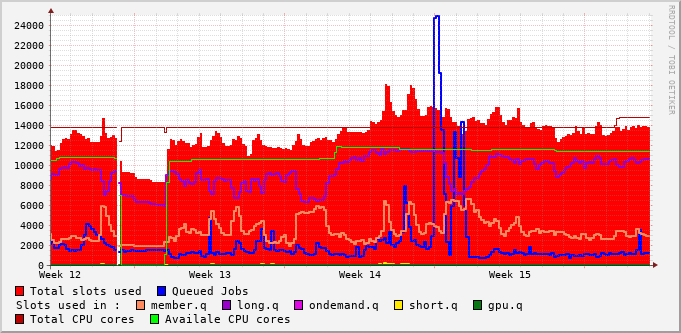 RRDTOOL / TOBI OETIKER
24000
22000
20000
18000
16000
14000
12000
10000
8000
6000
4000
2000
0
Week 12 Week 13 Week 14 Week 15
Total slots used Queued Jobs
Slots used in : member.q long.q ondemand.q short.q gpu.q
Total CPU cores Availale CPU cores